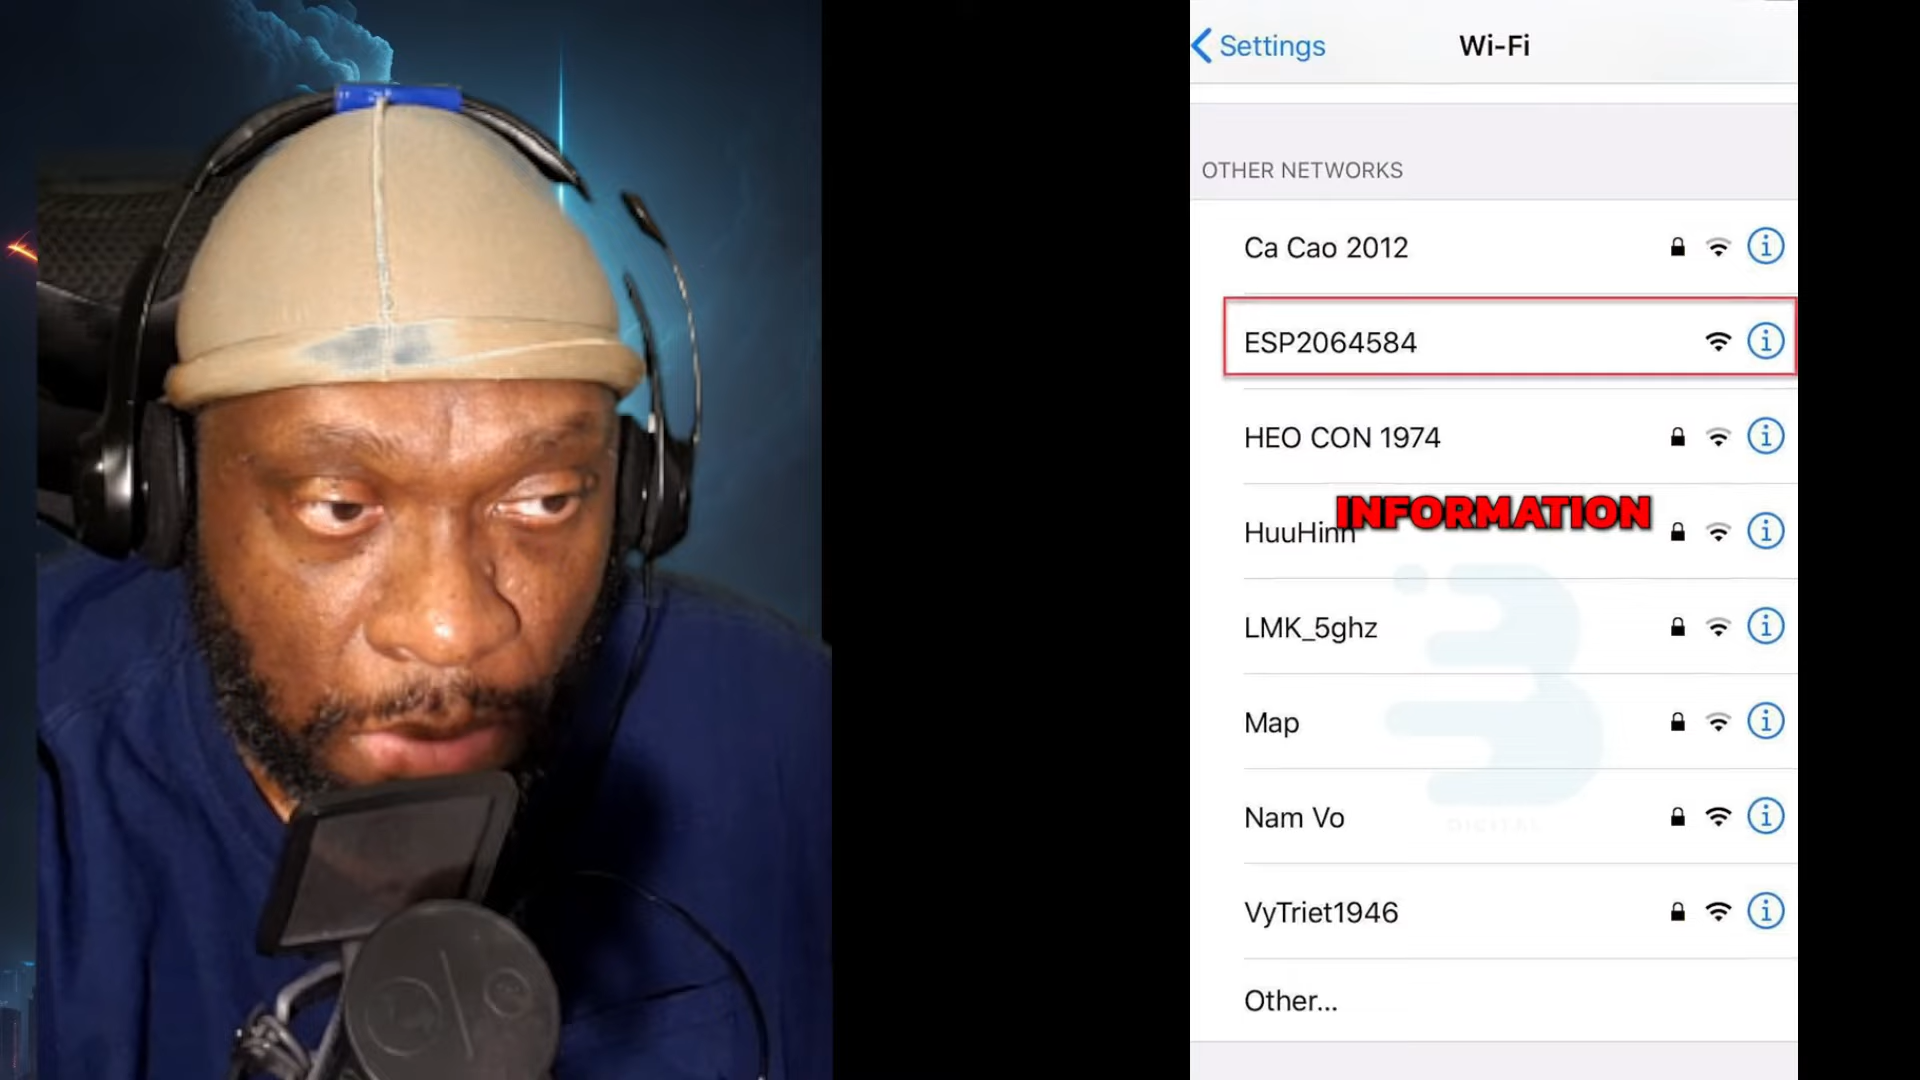 Settings
Wi-Fi
OTHER NETWORKS
Ca Cao 2012
ESP2064584
HEO CON 1974
INFORMATION
HuuHinh
LMK_5ghz
Map
Nam Vo
DIGITAL
VyTriet1946
Other...